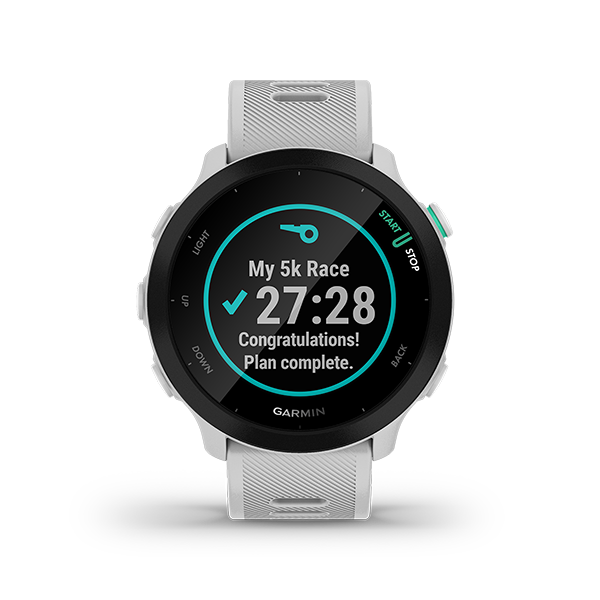 LIGHT
UP
DOWN
START
STOP
BACK
My 5k Race
27:28
Congratulations!
Plan complete.
GARMIN